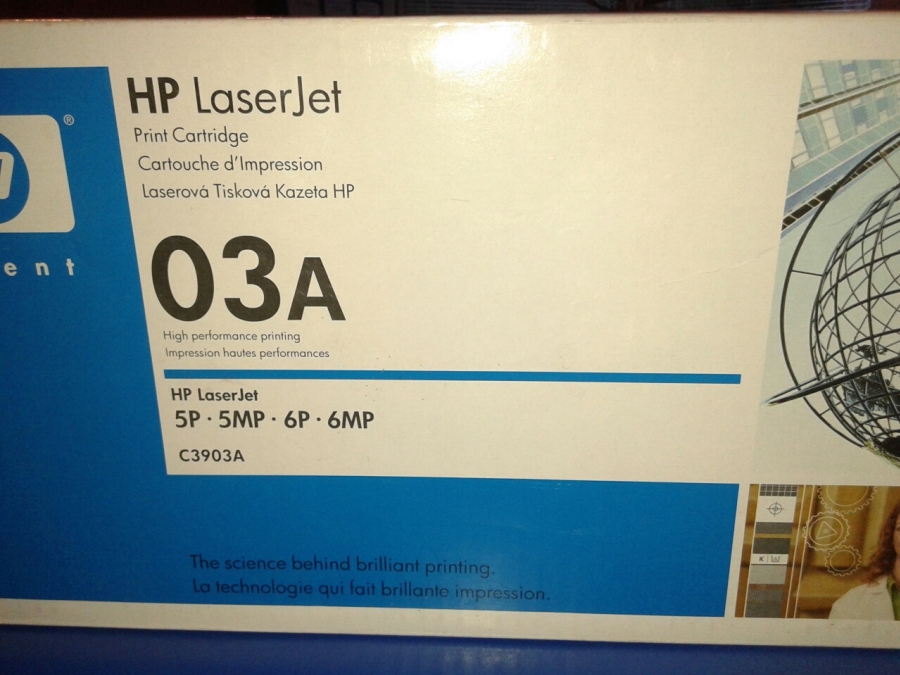 HP LaserJet
Print Cartridge
Cartouche d'Impression
Laserová Tisková Kazeta HP
03A
High performance printing
Impression hautes performances
HP LaserJet
5P · 5MP · 6P · 6MP
C3903A
The science behind brilliant printing.
La technologie qui fait brillante impression.
®
ent